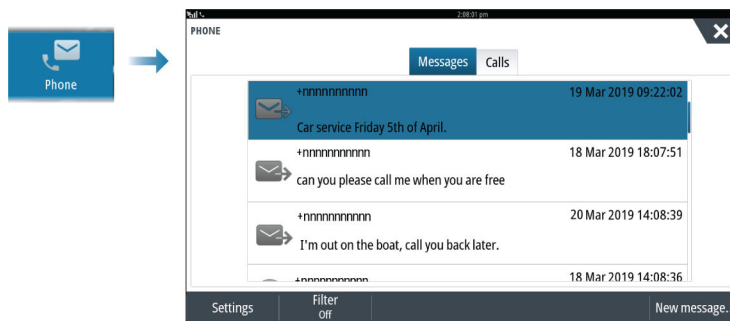 Phone
2:08:01 pm
PHONE
Messages Calls
+nnnnnnnnnn 19 Mar 2019 09:22:02
Car service Friday 5th of April.
+nnnnnnnnnnn 18 Mar 2019 18:07:51
can you please call me when you are free
+nnnnnnnnnnn 20 Mar 2019 14:08:39
I'm out on the boat, call you back later.
+nnnnnnnnnnn 18 Mar 2019 14:08:36
Settings Filter New message.
Off